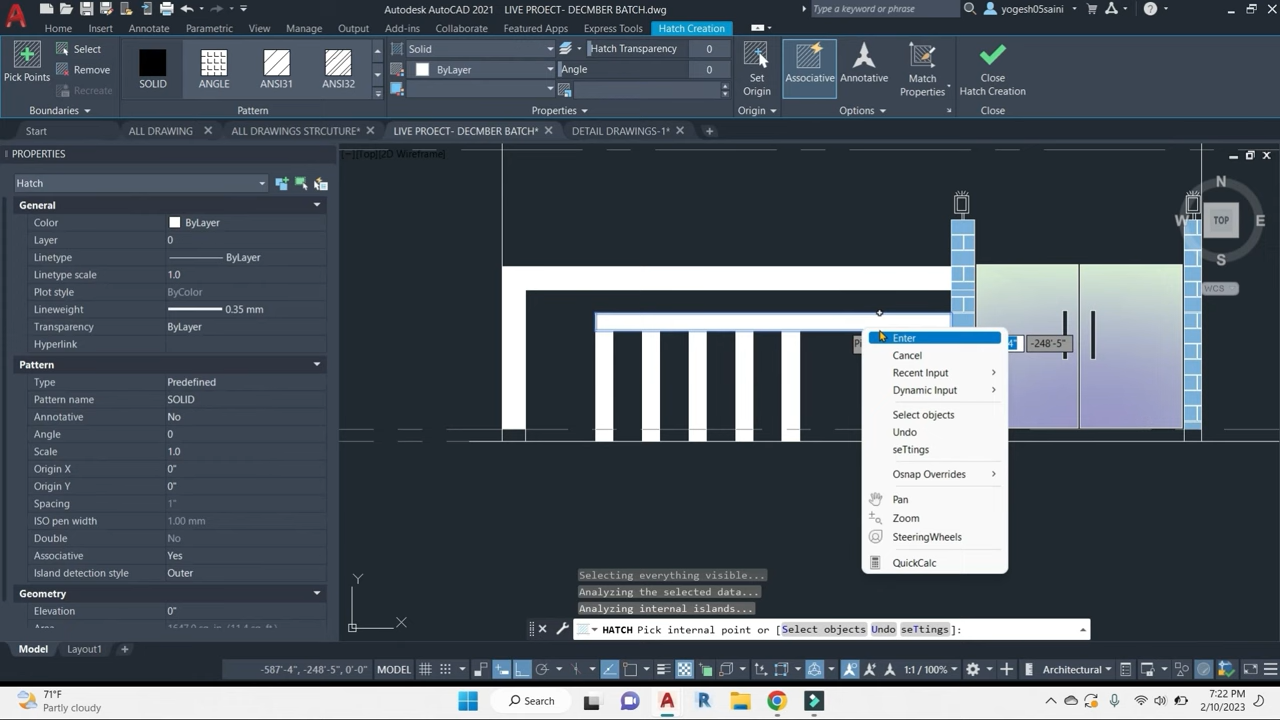 Autodesk AutoCAD 2021 LIVE PROECT- DECMBER BATCH.dwg
Type a keyword or phrase
yogesh05saini
Home Insert Annotate Parametric View Manage Output Add-ins Collaborate Featured Apps Express Tools Hatch Creation
Pick Points
Select
Remove
Recreate
SOLID ANGLE ANSI31 ANSI32
Solid
ByLayer
Hatch Transparency 0
Angle 0
Set Origin
Associative Annotative
Match Properties
Close Hatch Creation
Boundaries Pattern Properties Origin Options Close
Start ALL DRAWING ALL DRAWINGS STRCUTURE* LIVE PROECT- DECMBER BATCH* DETAIL DRAWINGS-1*
PROPERTIES
[−][Top][2D Wireframe]
Hatch
General
Color ByLayer
Layer 0
Linetype ByLayer
Linetype scale 1.0
Plot style ByColor
Lineweight 0.35 mm
Transparency ByLayer
Hyperlink
Pattern
Type Predefined
Pattern name SOLID
Annotative No
Angle 0
Scale 1.0
Origin X 0"
Origin Y 0"
Spacing 1"
ISO pen width 1.00 mm
Double No
Associative Yes
Island detection style Outer
Geometry
Elevation 0"
N
W TOP E
S
WCS
-248'-5"
Enter
Cancel
Recent Input
Dynamic Input
Select objects
Undo
seTtings
Osnap Overrides
Pan
Zoom
SteeringWheels
QuickCalc
Y
X
Selecting everything visible...
Analyzing the selected data...
Analyzing internal islands...
HATCH Pick internal point or [Select objects Undo seTtings]:
Model Layout1
-587'-4", -248'-5", 0'-0" MODEL 1:1 / 100% Architectural
71°F
Partly cloudy
Search
7:22 PM
2/10/2023